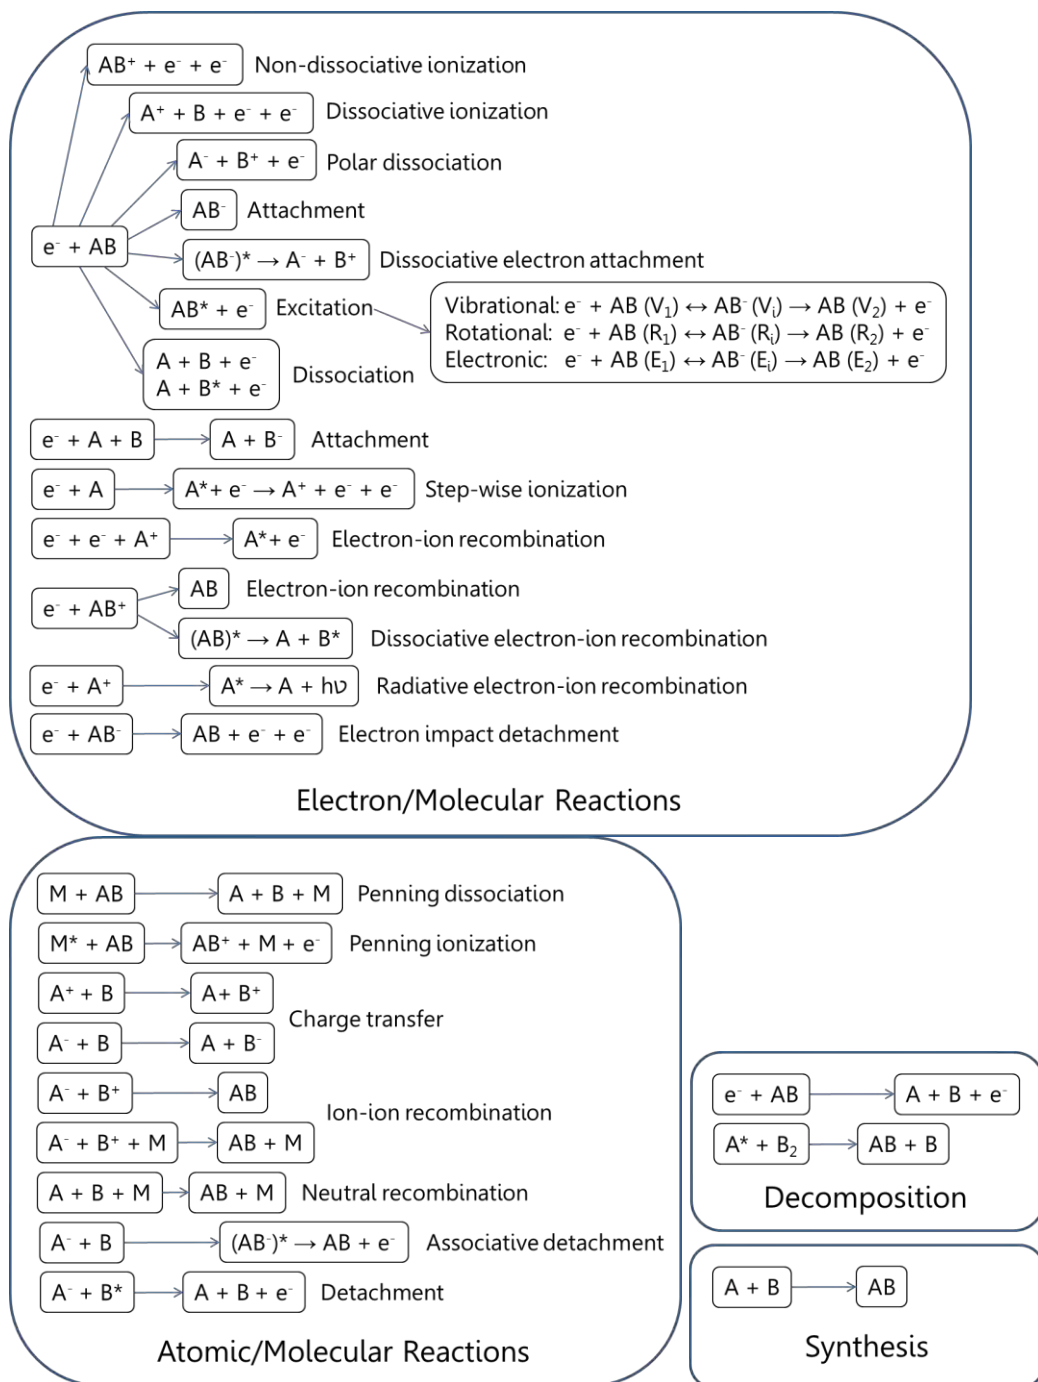 AB⁺ + e⁻ + e⁻ Non-dissociative ionization
A⁺ + B + e⁻ + e⁻ Dissociative ionization
A⁻ + B⁺ + e⁻ Polar dissociation
AB⁻ Attachment
e⁻ + AB
(AB⁻)* → A⁻ + B⁺ Dissociative electron attachment
AB* + e⁻ Excitation
Vibrational: e⁻ + AB (V₁) ↔ AB⁻ (Vᵢ) → AB (V₂) + e⁻
Rotational: e⁻ + AB (R₁) ↔ AB⁻ (Rᵢ) → AB (R₂) + e⁻
Electronic: e⁻ + AB (E₁) ↔ AB⁻ (Eᵢ) → AB (E₂) + e⁻
A + B + e⁻
A + B* + e⁻
Dissociation
e⁻ + A + B A + B⁻ Attachment
e⁻ + A A* + e⁻ → A⁺ + e⁻ + e⁻ Step-wise ionization
e⁻ + e⁻ + A⁺ A* + e⁻ Electron-ion recombination
e⁻ + AB⁺
AB Electron-ion recombination
(AB)* → A + B* Dissociative electron-ion recombination
e⁻ + A⁺ A* → A + hυ Radiative electron-ion recombination
e⁻ + AB⁻ AB + e⁻ + e⁻ Electron impact detachment
Electron/Molecular Reactions
M + AB A + B + M Penning dissociation
M* + AB AB⁺ + M + e⁻ Penning ionization
A⁺ + B A + B⁺
Charge transfer
A⁻ + B A + B⁻
A⁻ + B⁺ AB
Ion-ion recombination
A⁻ + B⁺ + M AB + M
A + B + M AB + M Neutral recombination
A⁻ + B (AB⁻)* → AB + e⁻ Associative detachment
A⁻ + B* A + B + e⁻ Detachment
Atomic/Molecular Reactions
e⁻ + AB A + B + e⁻
A* + B₂ AB + B
Decomposition
A + B AB
Synthesis